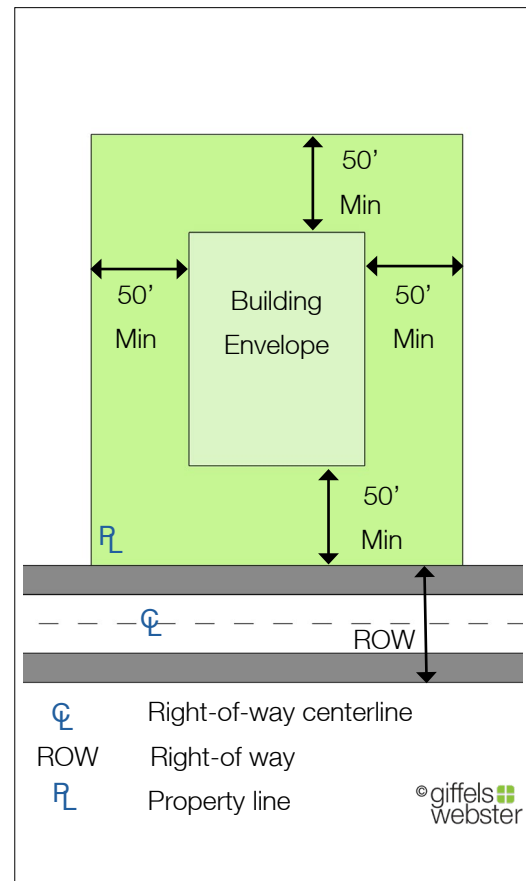 50’
Min
50’
Min
Building
Envelope
50’
Min
50’
Min
PL
CL
ROW
CL Right-of-way centerline
ROW Right-of way
PL Property line
© giffels
webster